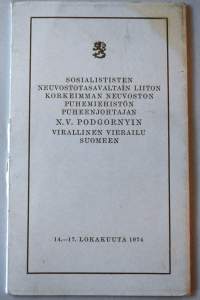 SOSIALISTISTEN
NEUVOSTOTASAVALTAIN LIITON
KORKEIMMAN NEUVOSTON
PUHEMIEHISTÖN
PUHEENJOHTAJAN
N.V. PODGORNYIN
VIRALLINEN VIERAILU
SUOMEEN
14.—17. LOKAKUUTA 1974